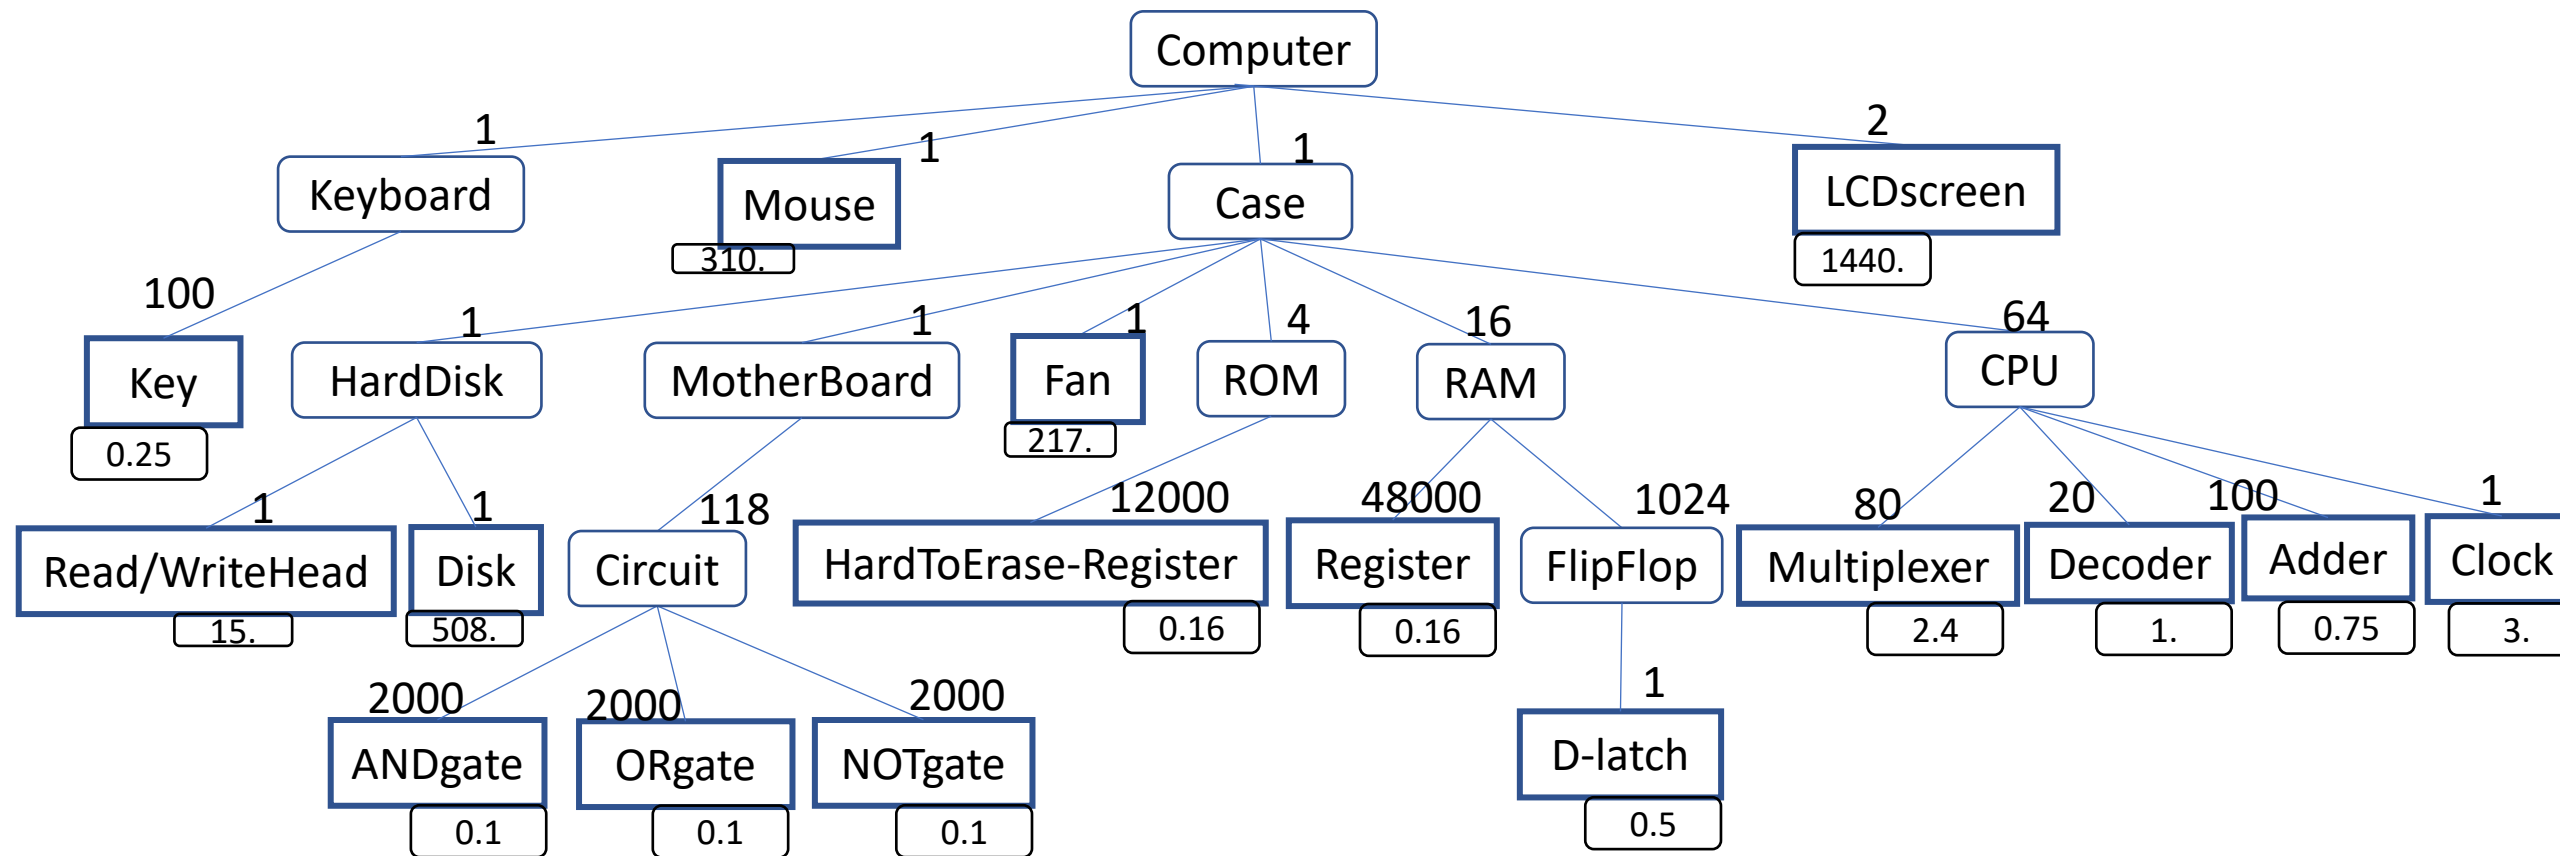 Computer
1
1
1
2
Keyboard
Mouse
310.
Case
LCDscreen
1440.
100
1
1
1
4
16
64
Key
0.25
HardDisk
MotherBoard
Fan
217.
ROM
RAM
CPU
1
1
118
12000
48000
1024
80
20
100
1
Read/WriteHead
15.
Disk
508.
Circuit
HardToErase-Register
0.16
Register
0.16
FlipFlop
Multiplexer
2.4
Decoder
1.
Adder
0.75
Clock
3.
2000
2000
2000
1
ANDgate
0.1
ORgate
0.1
NOTgate
0.1
D-latch
0.5